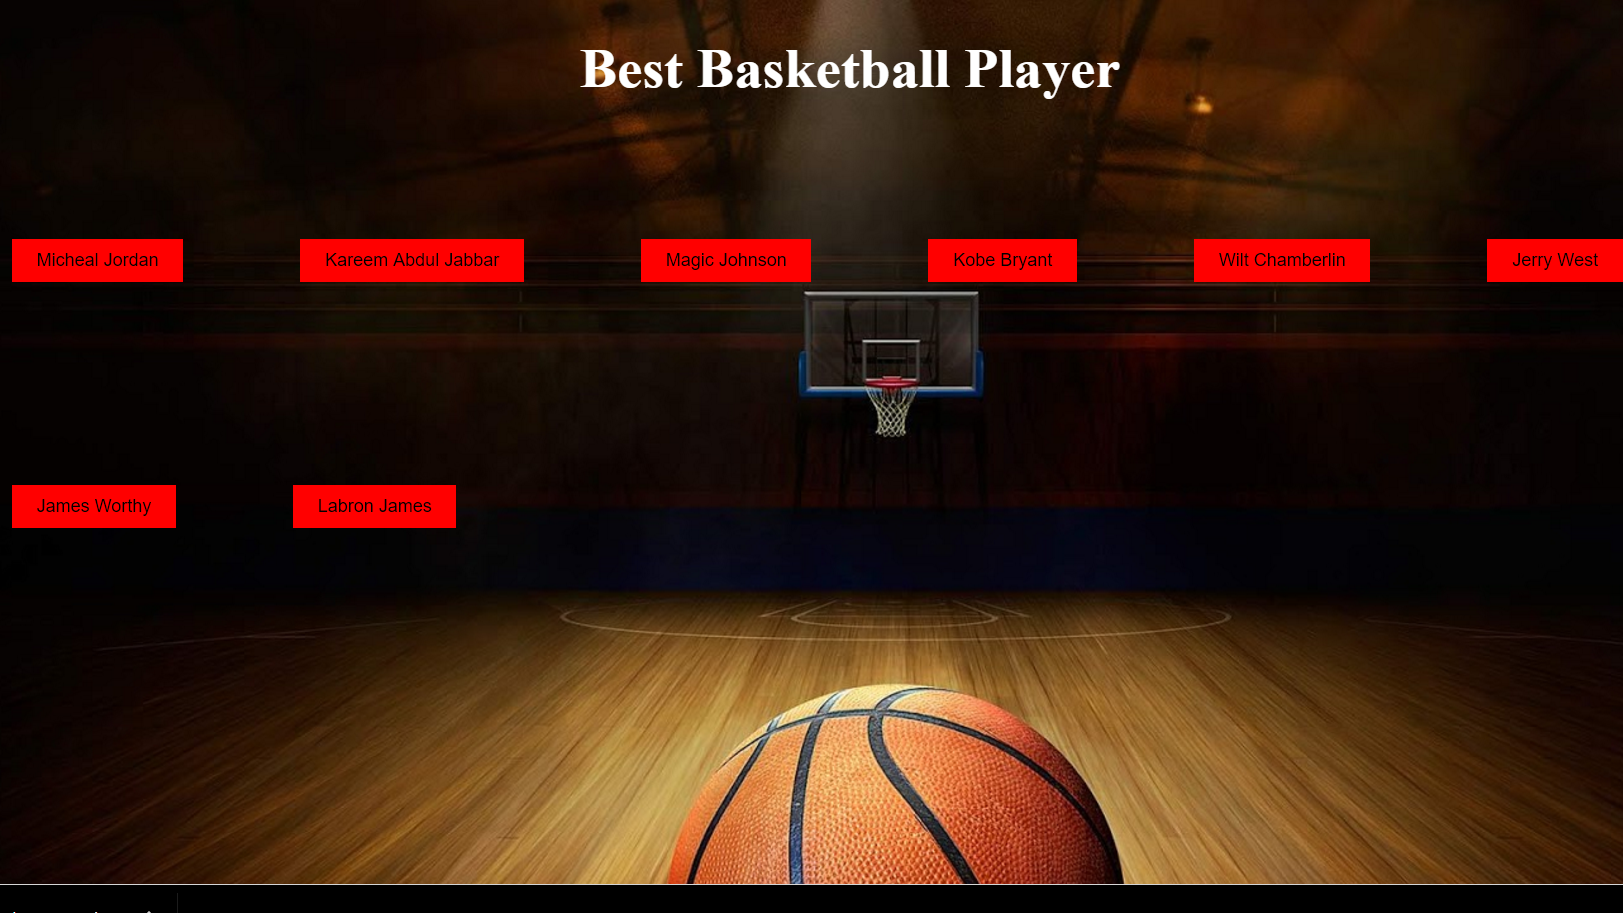 Best Basketball Player
Micheal Jordan
Kareem Abdul Jabbar
Magic Johnson
Kobe Bryant
Wilt Chamberlin
Jerry West
James Worthy
Labron James